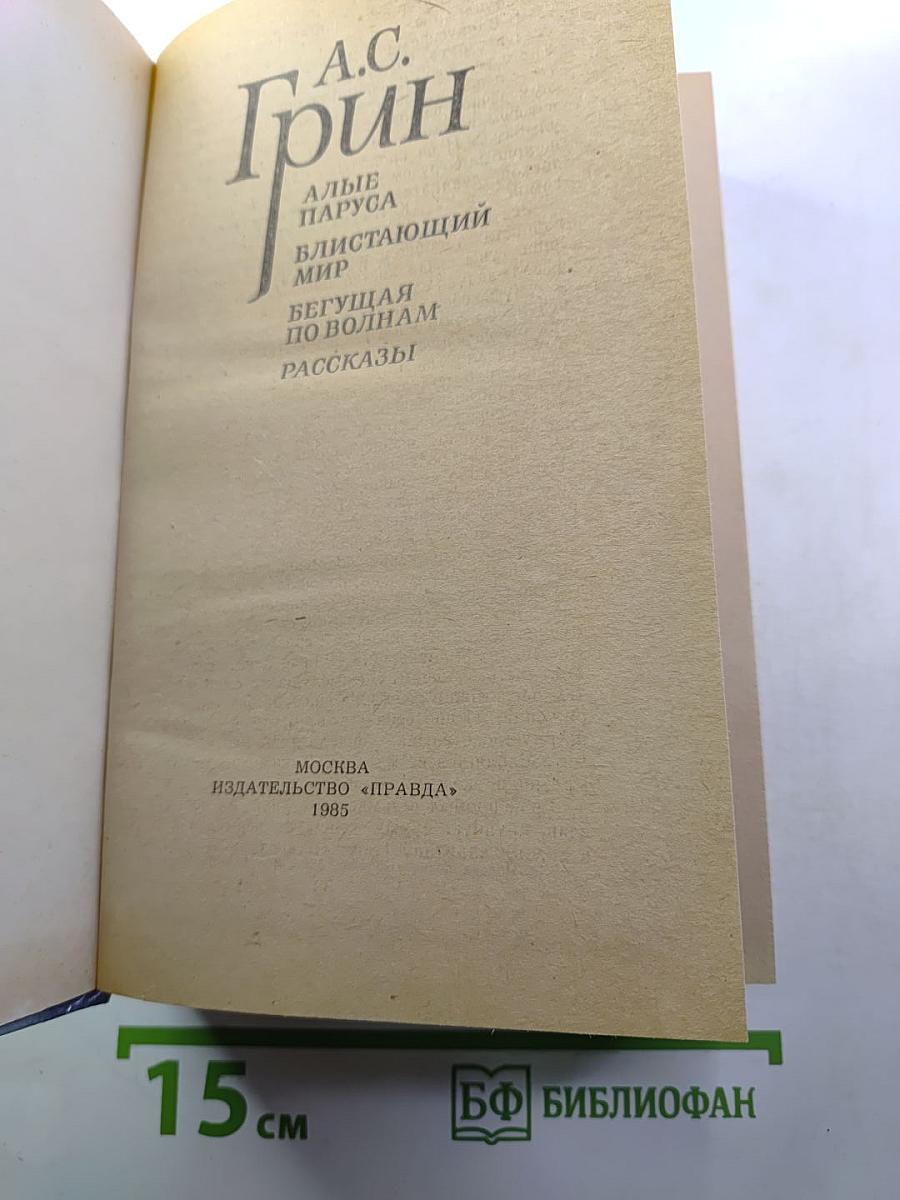 А.С.
Грин
АЛЫЕ
ПАРУСА
БЛИСТАЮЩИЙ
МИР
БЕГУЩАЯ
ПО ВОЛНАМ
РАССКАЗЫ
МОСКВА
ИЗДАТЕЛЬСТВО «ПРАВДА»
1985
15 см
БФ БИБЛИОФАН